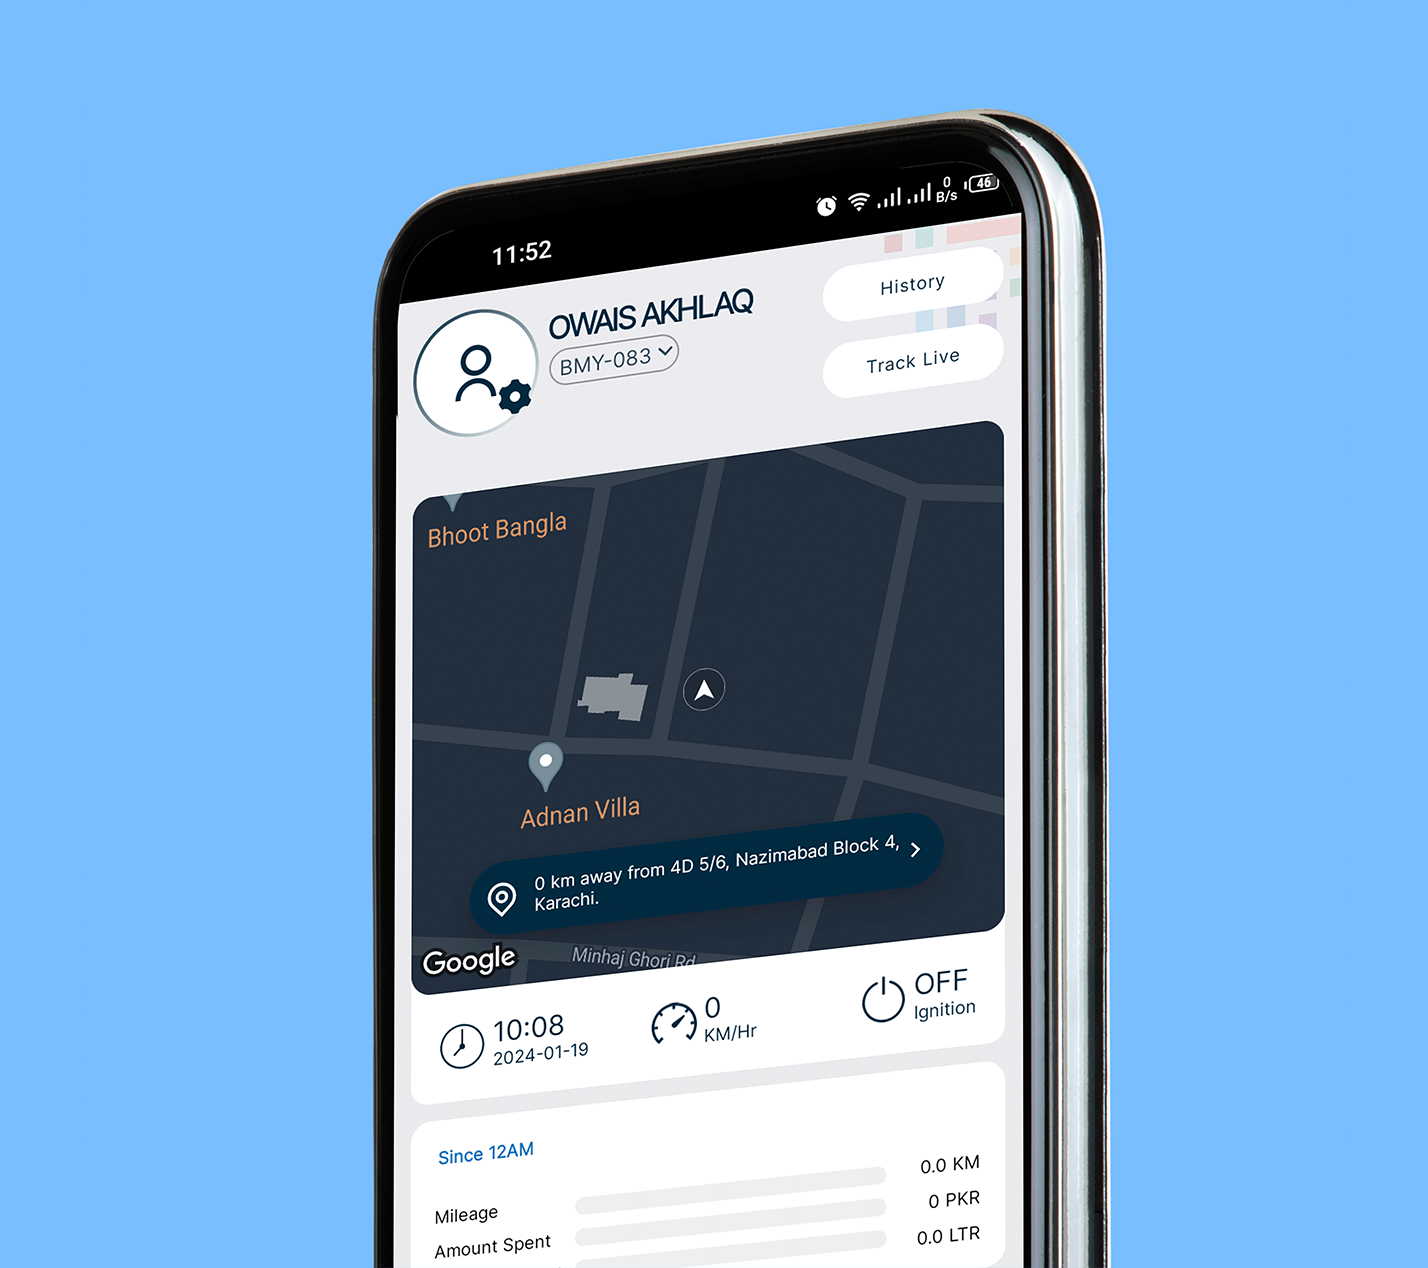 11:52
0
B/s
46
OWAIS AKHLAQ
BMY-083
History
Track Live
Bhoot Bangla
Adnan Villa
0 km away from 4D 5/6, Nazimabad Block 4,
Karachi.
Google
Minhaj Ghori Rd
10:08
2024-01-19
0
KM/Hr
OFF
Ignition
Since 12AM
Mileage
0.0 KM
Amount Spent
0 PKR
0.0 LTR